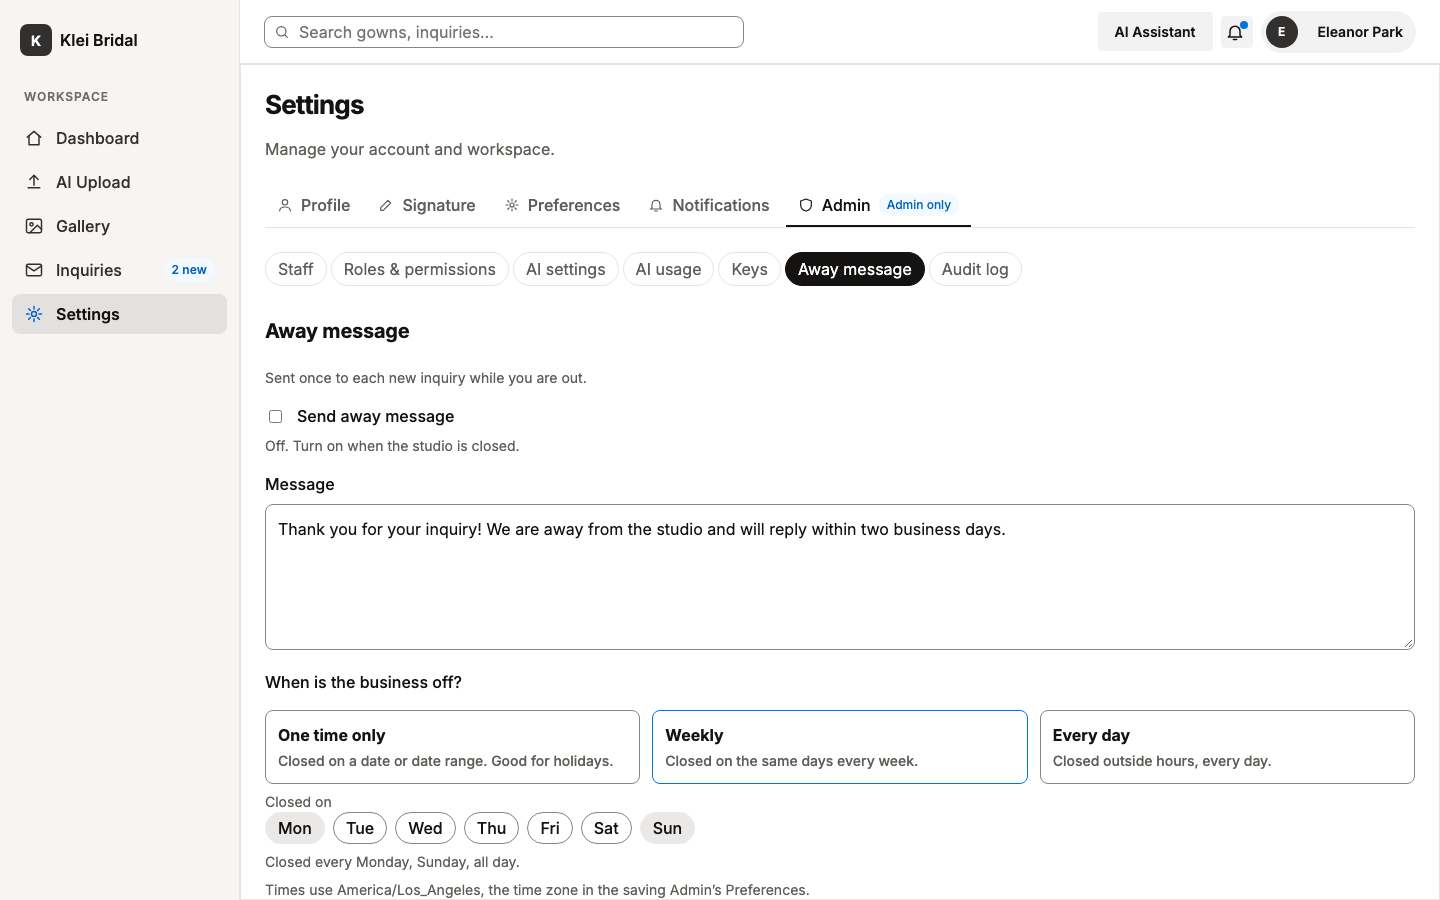 K Klei Bridal
Search gowns, inquiries...
AI Assistant
E Eleanor Park
WORKSPACE
Dashboard
AI Upload
Gallery
Inquiries 2 new
Settings
Settings
Manage your account and workspace.
Profile Signature Preferences Notifications Admin Admin only
Staff Roles & permissions AI settings AI usage Keys Away message Audit log
Away message
Sent once to each new inquiry while you are out.
Send away message
Off. Turn on when the studio is closed.
Message
Thank you for your inquiry! We are away from the studio and will reply within two business days.
When is the business off?
One time only
Closed on a date or date range. Good for holidays.
Weekly
Closed on the same days every week.
Every day
Closed outside hours, every day.
Closed on
Mon Tue Wed Thu Fri Sat Sun
Closed every Monday, Sunday, all day.
Times use America/Los_Angeles, the time zone in the saving Admin’s Preferences.